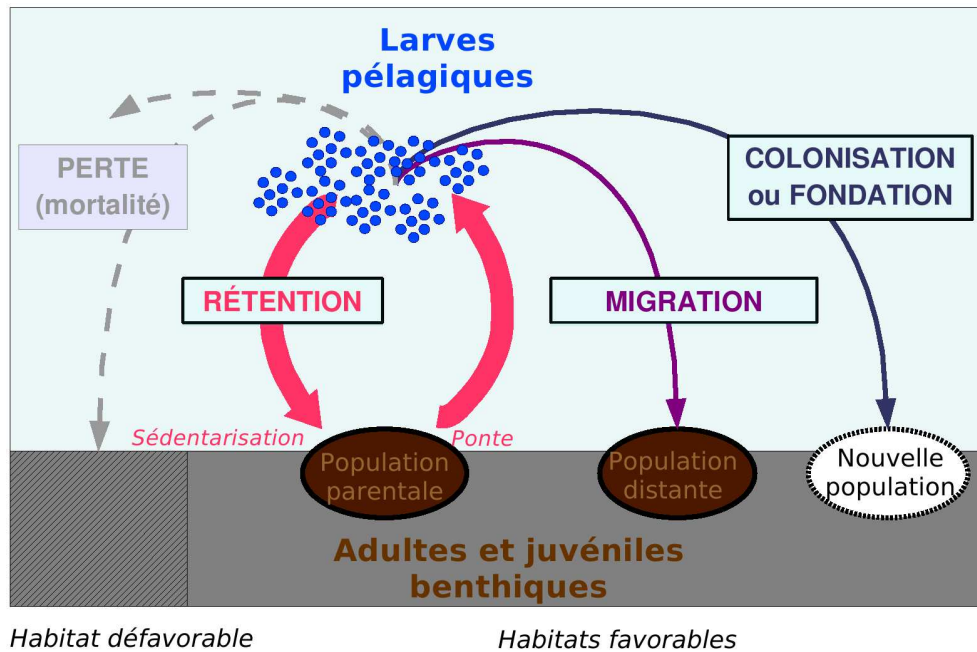 Larves
pélagiques
PERTE
(mortalité)
COLONISATION
ou FONDATION
RÉTENTION
MIGRATION
Sédentarisation
Ponte
Population
parentale
Population
distante
Nouvelle
population
Adultes et juvéniles
benthiques
Habitat défavorable
Habitats favorables